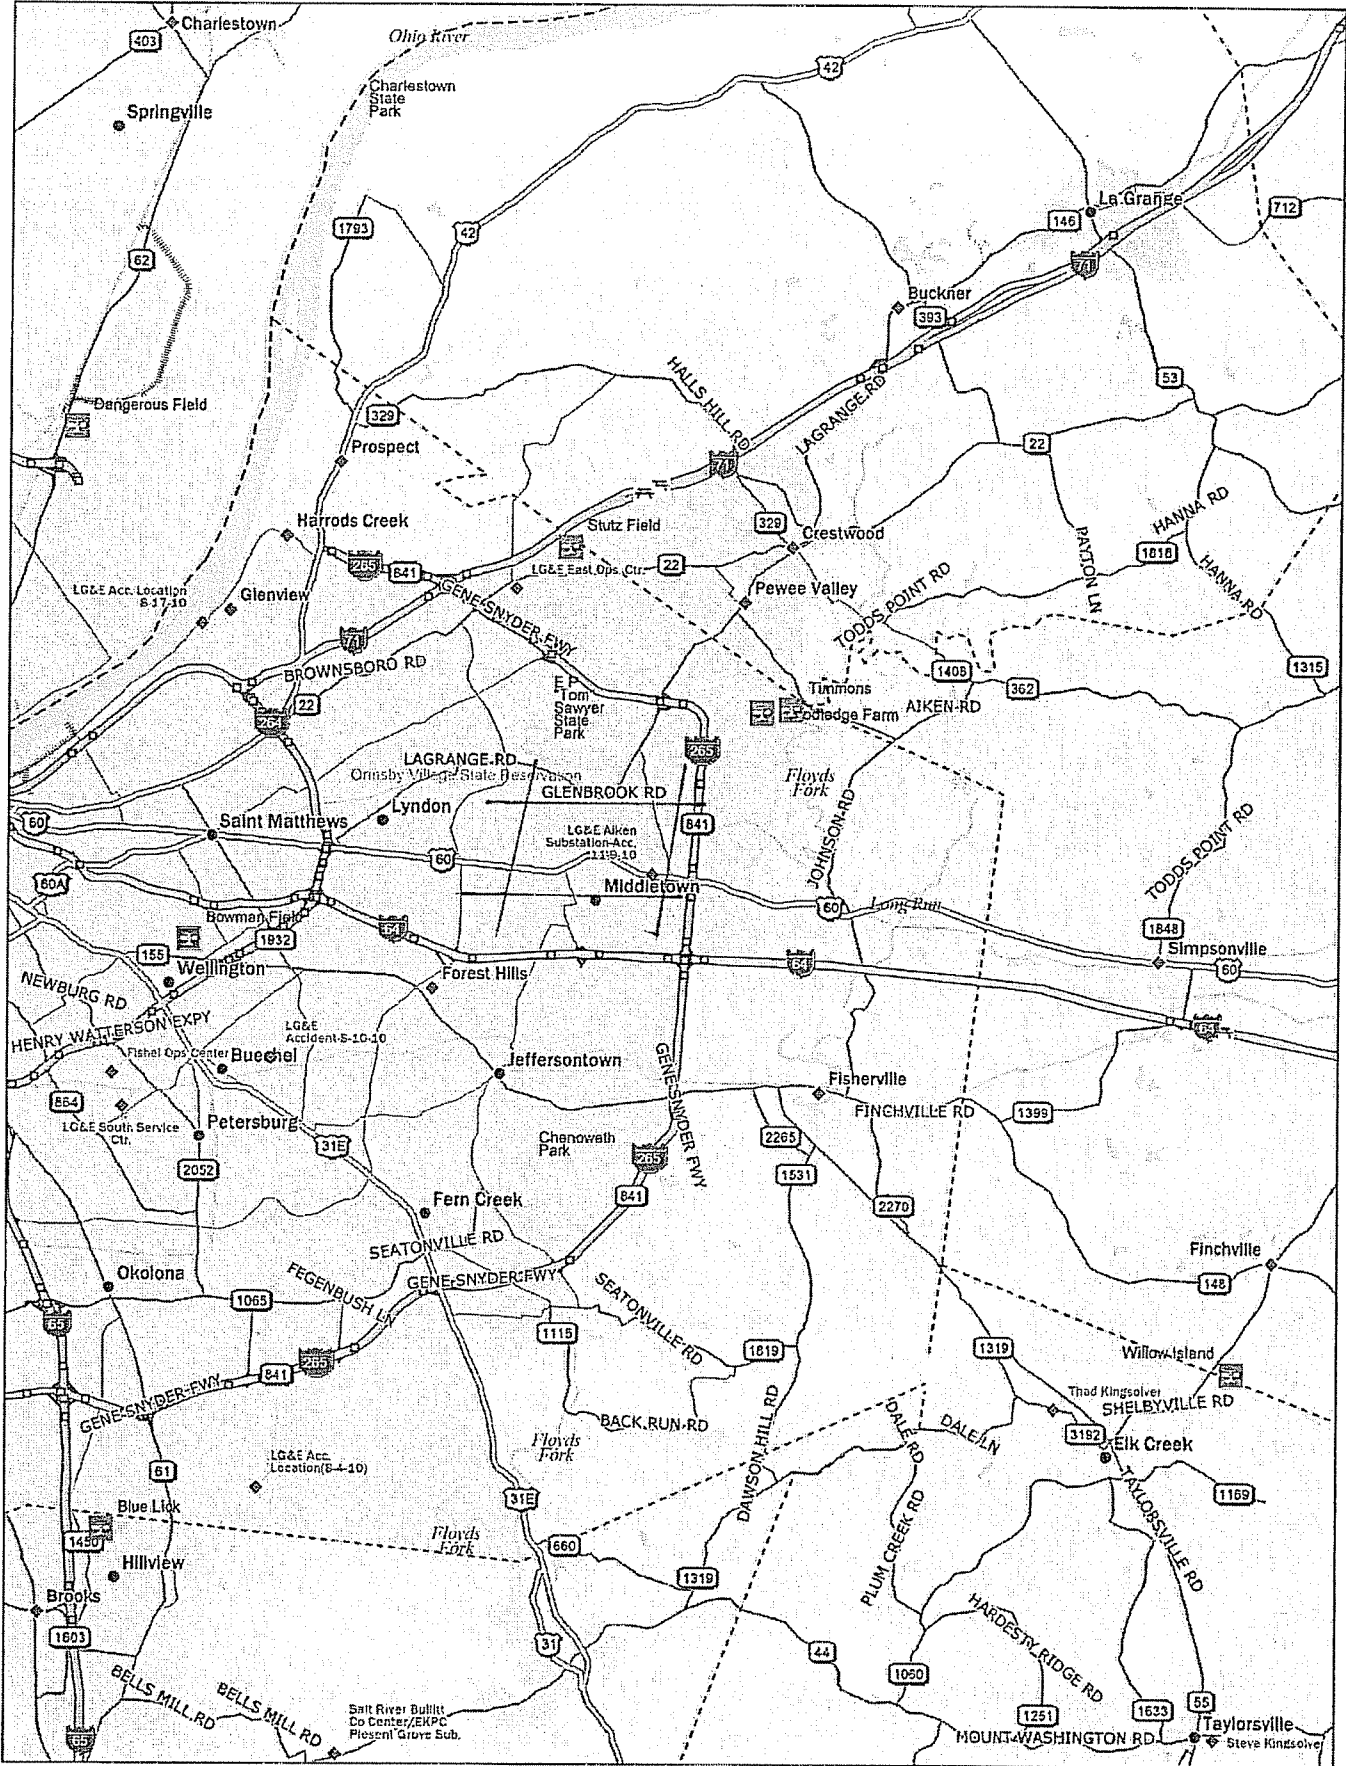 Charlestown
403
Ohio River
42
Charlestown
State
Park
Springville
La Grange
146
712
1793
42
62
71
Buckner
393
HALLS HILL RD
53
LAGRANGE RD
Dangerous Field
329
Prospect
22
71
HANNA RD
Harrods Creek
Stutz Field
329
Crestwood
PAYTON LN
1818
265
841
LG&E East Ops. Ctr.
22
HANNA RD
LG&E Acc. Location
8-17-10
Glenview
GENE SNYDER FWY
Pewee Valley
TODDS POINT RD
71
BROWNSBORO RD
1408
1315
22
E P
Tom
Sawyer
State
Park
Timmons
362
AIKEN RD
264
265
LAGRANGE RD
Ormsby Village/State Reservation
Floyds
Fork
GLENBROOK RD
Lyndon
60
Saint Matthews
841
JOHNSON RD
TODDS POINT RD
LG&E Aiken
Substation-Acc.
11-9-10
60
60A
Middletown
Long Run
60
Bowman Field
64
1848
1932
155
Simpsonville
Wellington
Forest Hills
64
60
NEWBURG RD
64
HENRY WATTERSON EXPY
LG&E
Accident-5-10-10
Fishel Ops Center
Buechel
Jeffersontown
GENE SNYDER FWY
Fisherville
864
FINCHVILLE RD
1399
LG&E South Service
Ctr.
Petersburg
31E
Chenoweth
Park
2265
265
2052
1531
841
Fern Creek
2270
SEATONVILLE RD
Finchville
Okolona
FEGENBUSH LN
GENE SNYDER FWY
SEATONVILLE RD
148
1065
65
1115
1819
1319
Willow Island
265
841
Thad Kingsolver
SHELBYVILLE RD
GENE SNYDER FWY
BACK RUN RD
DAWSON HILL RD
DALE RD
DALE LN
3192
Elk Creek
Floyds
Fork
LG&E Acc.
Location(8-4-10)
61
31E
1169
Blue Lick
TAYLORSVILLE RD
1450
Floyds
Fork
660
PLUM CREEK RD
Hillview
1319
Brooks
HARDESTY RIDGE RD
1603
31
44
1060
BELLS MILL RD
BELLS MILL RD
Salt River Bullitt
Co Center/EKPC
Plesent Grove Sub.
1251
1633
55
MOUNT WASHINGTON RD
Taylorsville
Steve Kingsolver
65